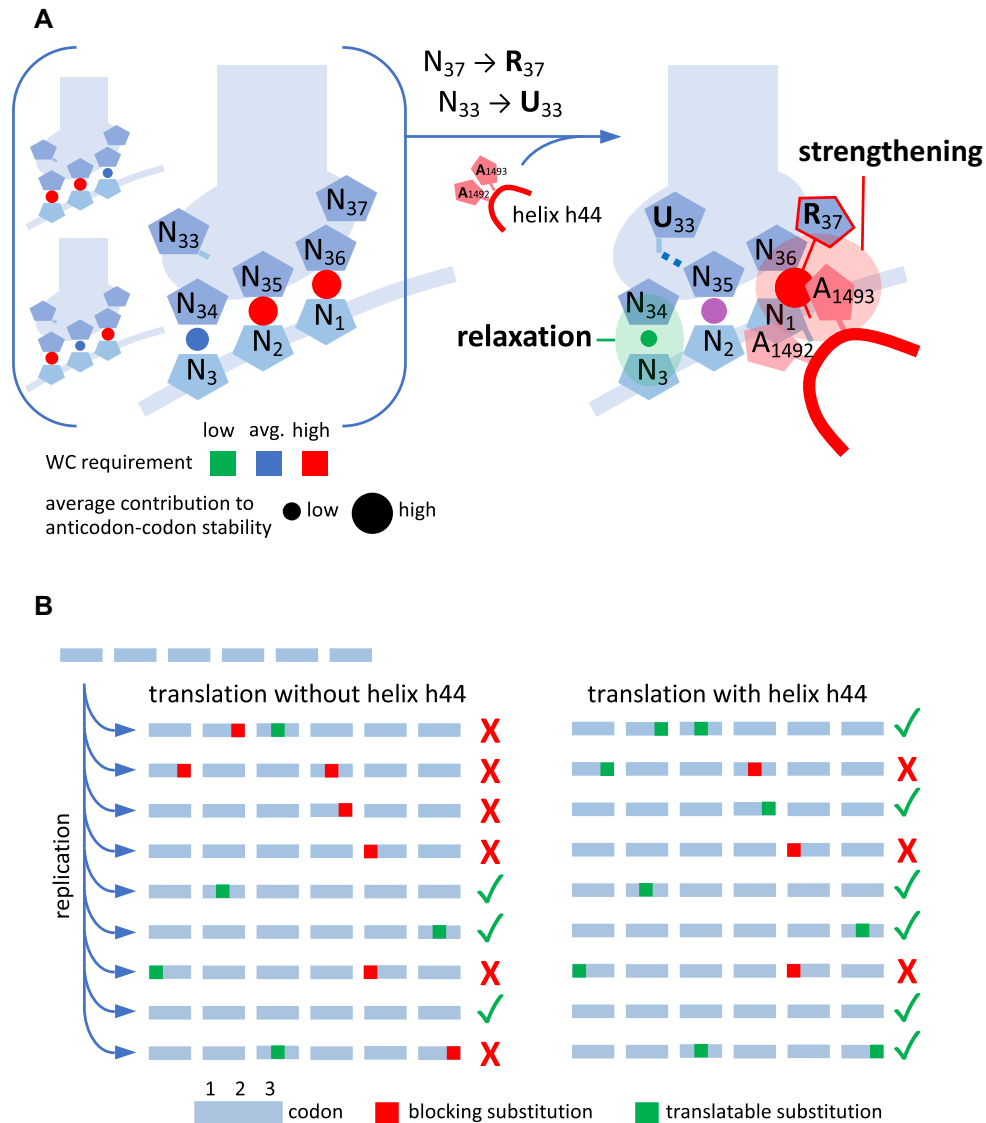 A
N37 → R37
N33 → U33
A1493
A1492
helix h44
strengthening
N37
N33
N36
N35
N34
N1
N2
N3
U33
R37
N36
N35
N34
A1493
N1
A1492
N2
N3
relaxation
low avg. high
WC requirement
average contribution to
anticodon-codon stability
low
high
B
translation without helix h44
translation with helix h44
replication
X
X
X
X
X
X
X
X
1 2 3
codon
blocking substitution
translatable substitution